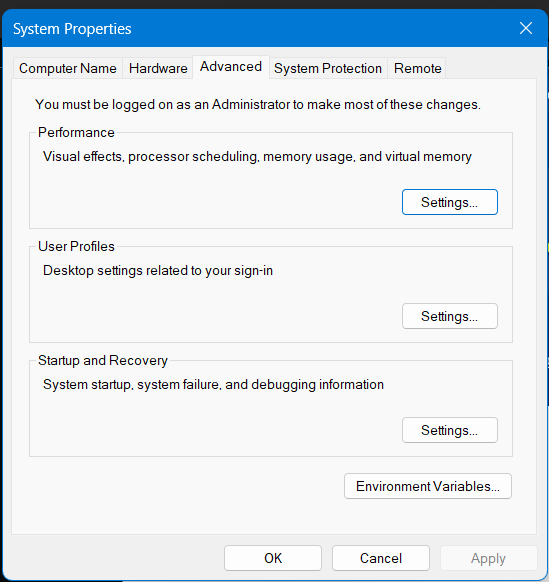 System Properties
Computer Name Hardware Advanced System Protection Remote
You must be logged on as an Administrator to make most of these changes.
Performance
Visual effects, processor scheduling, memory usage, and virtual memory
Settings...
User Profiles
Desktop settings related to your sign-in
Settings...
Startup and Recovery
System startup, system failure, and debugging information
Settings...
Environment Variables...
OK Cancel Apply